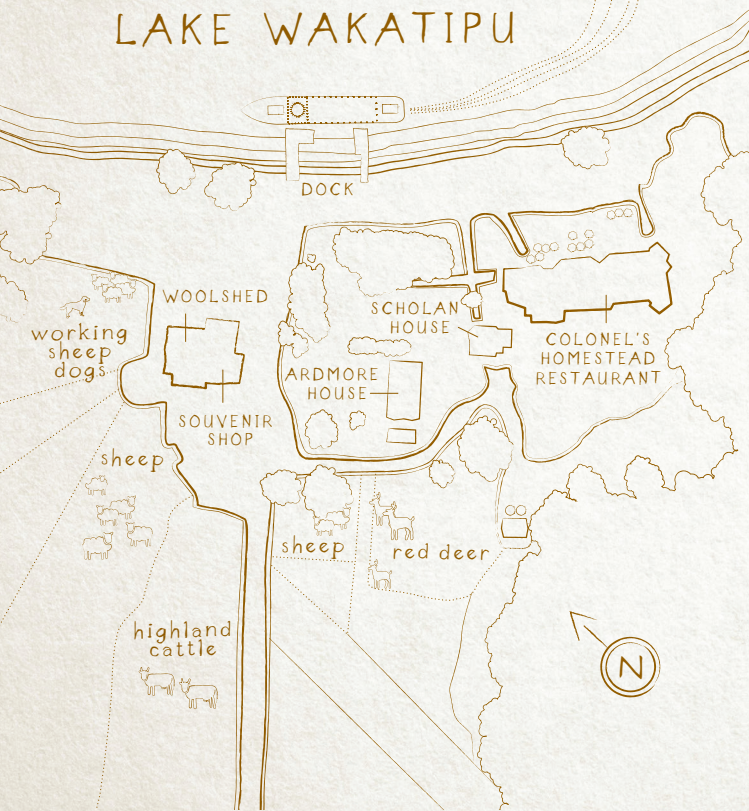 LAKE WAKATIPU
DOCK
WOOLSHED
working
sheep
dogs
SCHOLAN
HOUSE
COLONEL'S
HOMESTEAD
RESTAURANT
ARDMORE
HOUSE
SOUVENIR
SHOP
sheep
sheep
red deer
highland
cattle
N